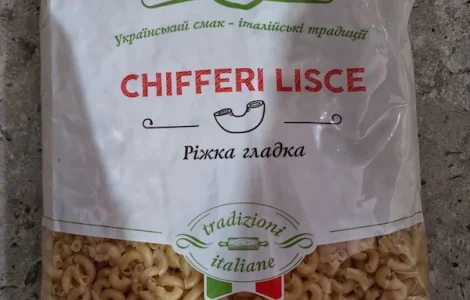 Український смак - італійські традиції
CHIFFERI LISCE
Ріжка гладка
tradizioni
italiane